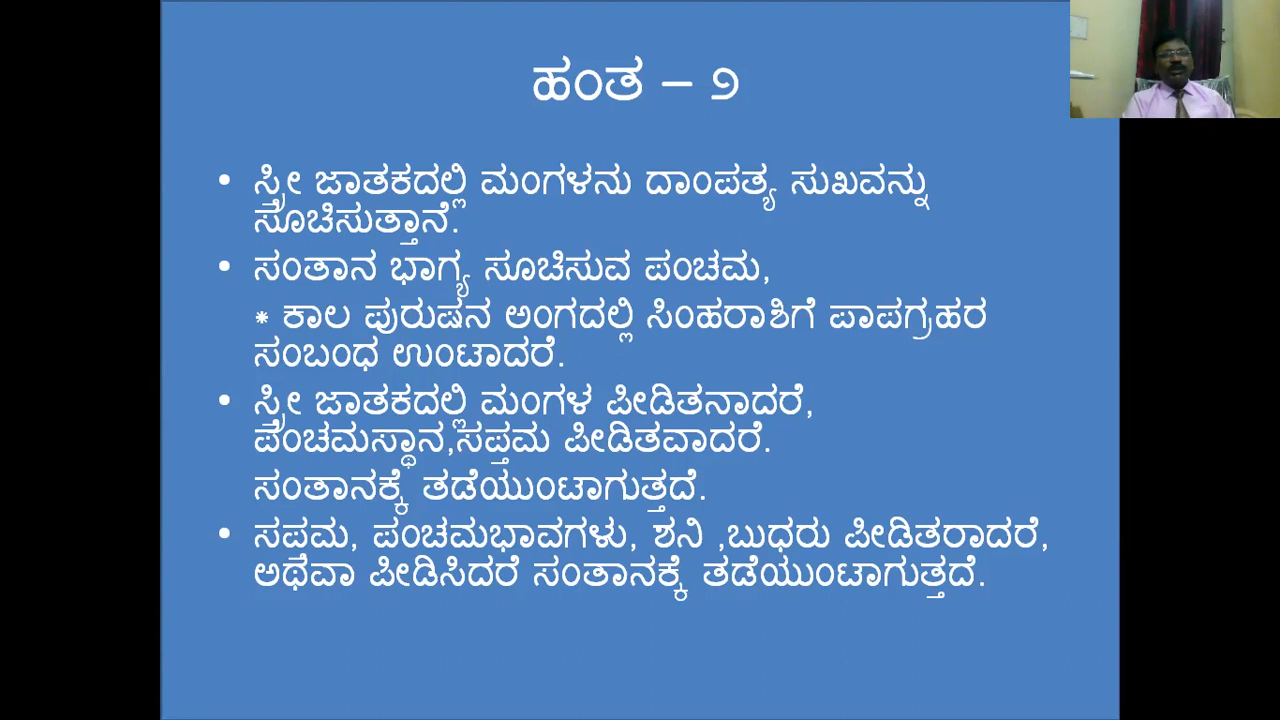 ಹಂತ – ೨
• ಸ್ತ್ರೀ ಜಾತಕದಲ್ಲಿ ಮಂಗಳನು ದಾಂಪತ್ಯ ಸುಖವನ್ನು
ಸೂಚಿಸುತ್ತಾನೆ.
• ಸಂತಾನ ಭಾಗ್ಯ ಸೂಚಿಸುವ ಪಂಚಮ,
* ಕಾಲ ಪುರುಷನ ಅಂಗದಲ್ಲಿ ಸಿಂಹರಾಶಿಗೆ ಪಾಪಗ್ರಹರ
ಸಂಬಂಧ ಉಂಟಾದರೆ.
• ಸ್ತ್ರೀ ಜಾತಕದಲ್ಲಿ ಮಂಗಳ ಪೀಡಿತನಾದರೆ,
ಪಂಚಮಸ್ಥಾನ,ಸಪ್ತಮ ಪೀಡಿತವಾದರೆ.
ಸಂತಾನಕ್ಕೆ ತಡೆಯುಂಟಾಗುತ್ತದೆ.
• ಸಪ್ತಮ, ಪಂಚಮಭಾವಗಳು, ಶನಿ ,ಬುಧರು ಪೀಡಿತರಾದರೆ,
ಅಥವಾ ಪೀಡಿಸಿದರೆ ಸಂತಾನಕ್ಕೆ ತಡೆಯುಂಟಾಗುತ್ತದೆ.